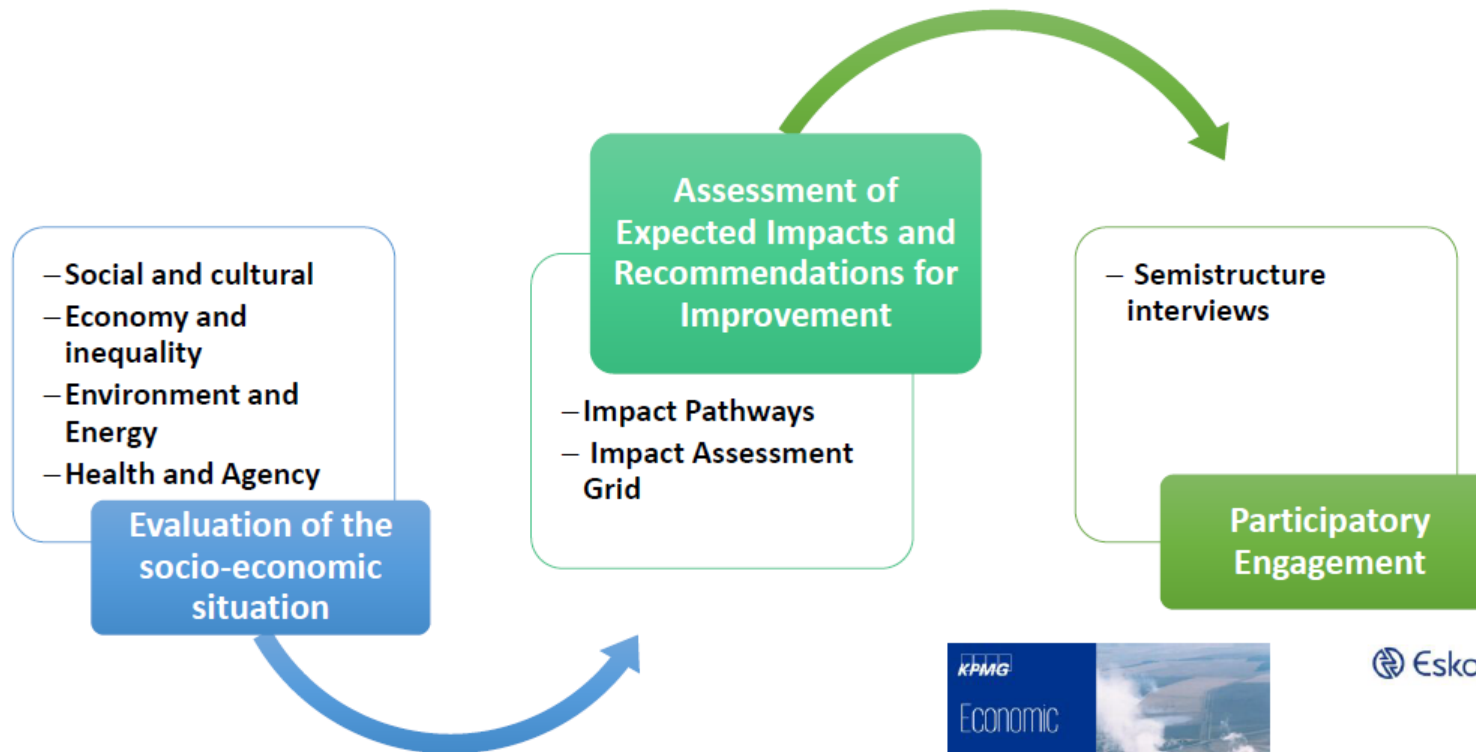 – Social and cultural
– Economy and
inequality
– Environment and
Energy
– Health and Agency
Evaluation of the
socio-economic
situation
Assessment of
Expected Impacts and
Recommendations for
Improvement
– Impact Pathways
– Impact Assessment
Grid
– Semistructure
interviews
Participatory
Engagement
KPMG
Economic
Esko